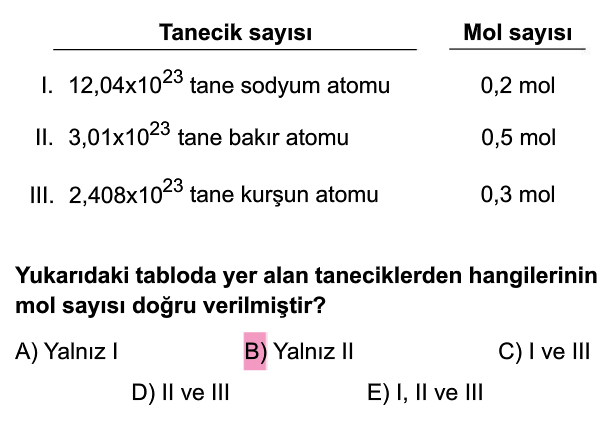 Tanecik sayısı Mol sayısı
I. 12,04x10²³ tane sodyum atomu 0,2 mol
II. 3,01x10²³ tane bakır atomu 0,5 mol
III. 2,408x10²³ tane kurşun atomu 0,3 mol
Yukarıdaki tabloda yer alan taneciklerden hangilerinin
mol sayısı doğru verilmiştir?
A) Yalnız I B) Yalnız II C) I ve III
D) II ve III E) I, II ve III